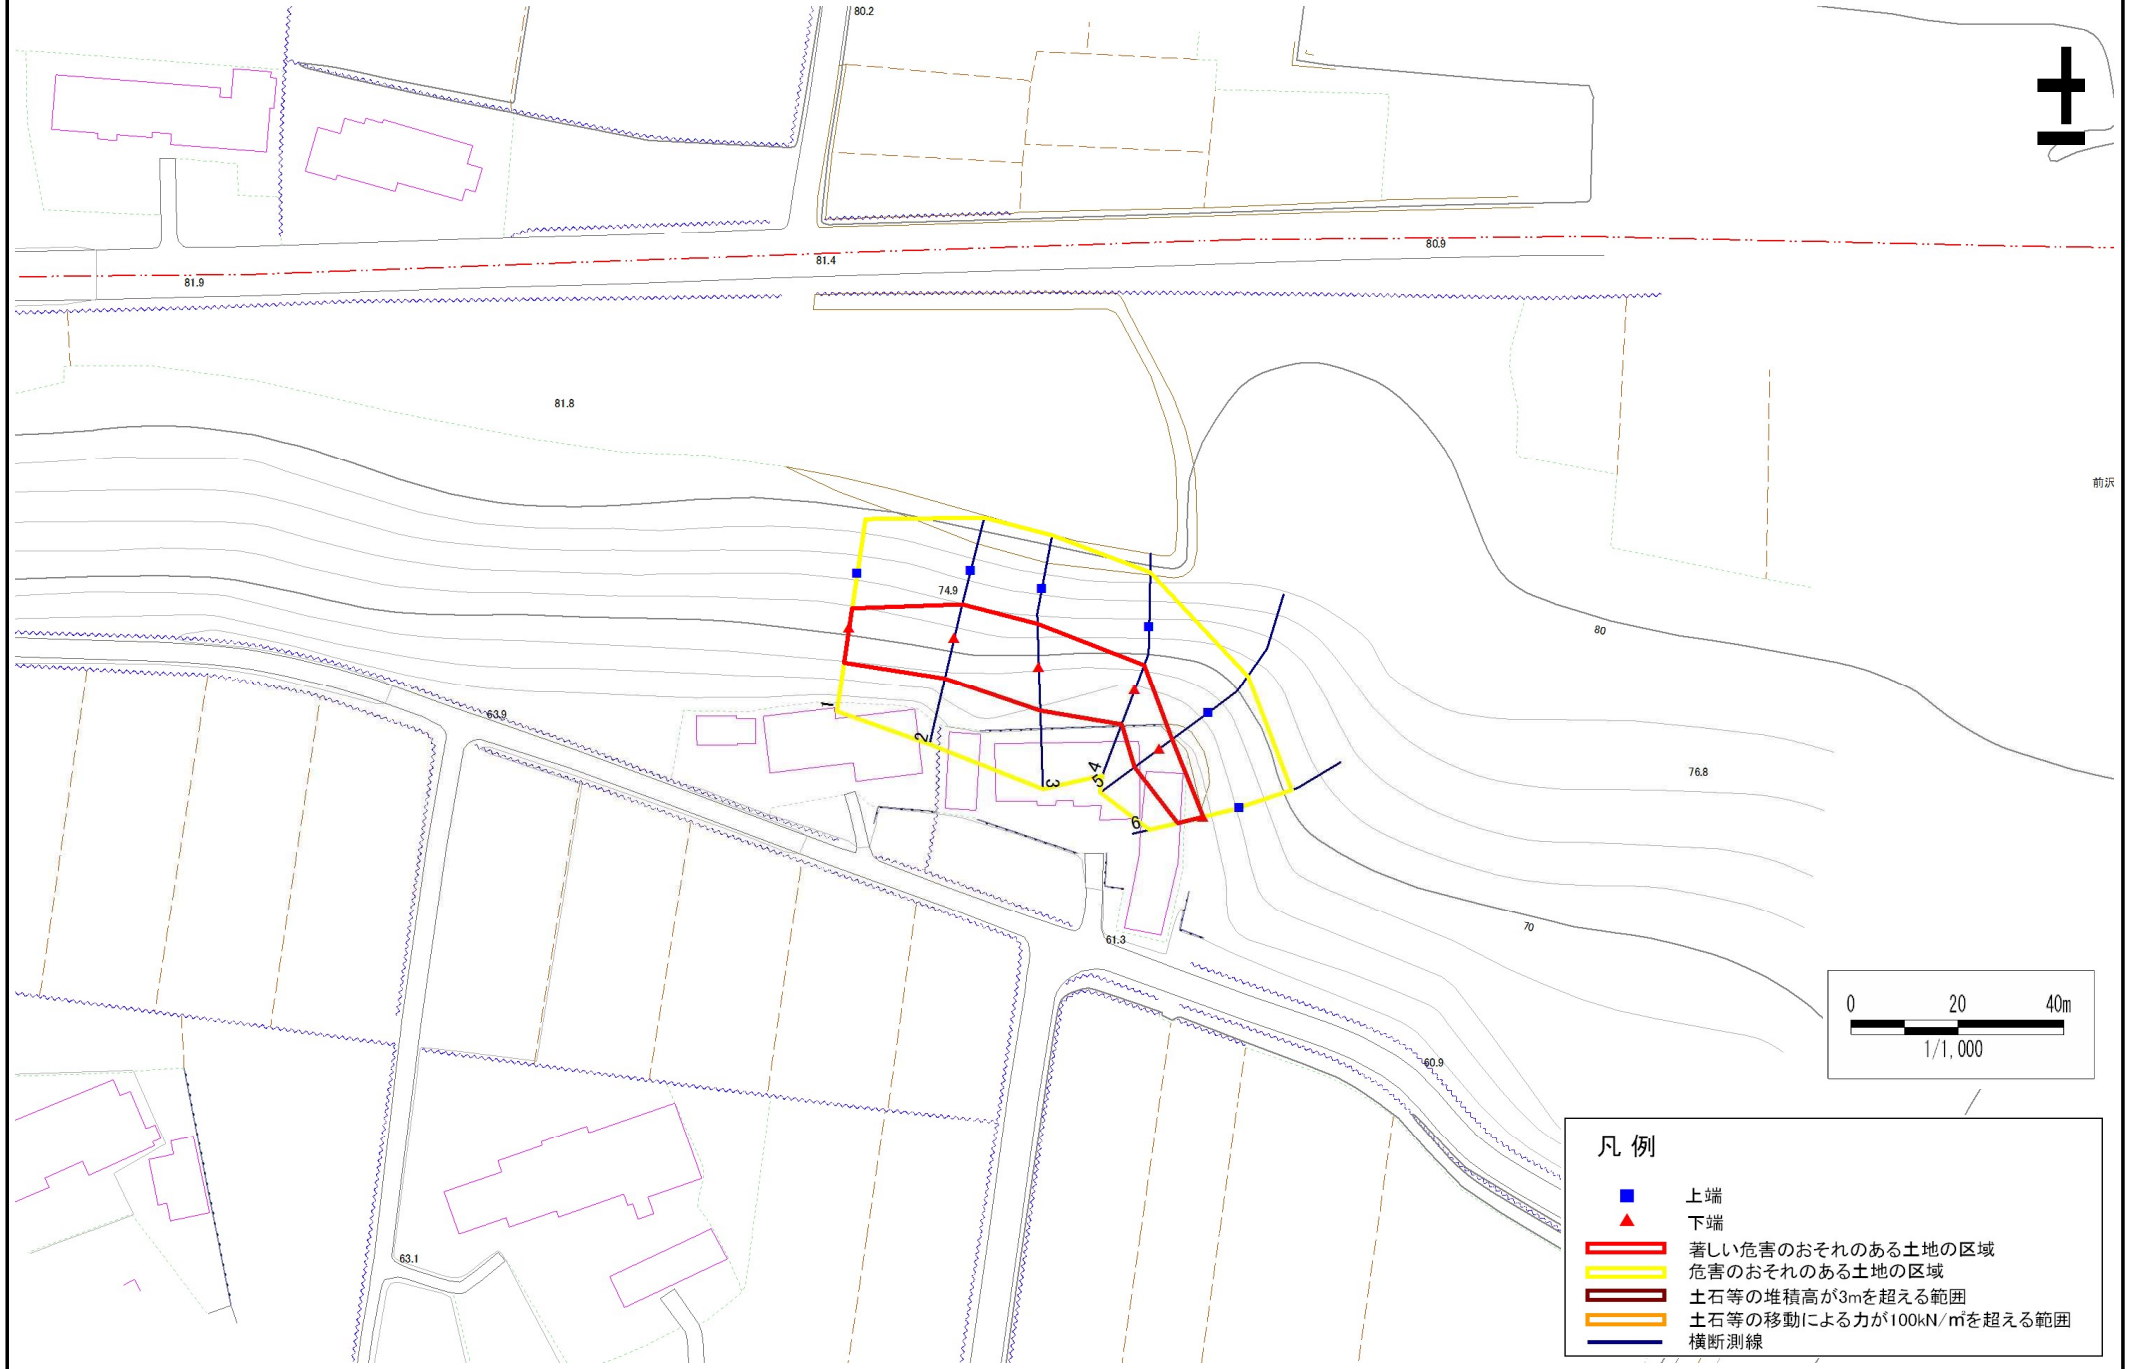 80.2
80.9
81.4
81.9
81.8
前沢
74.9
80
1
63.9
2
3
4
5
6
76.8
70
61.3
60.9
63.1
0 20 40m
1/1,000
凡例
上端
下端
著しい危害のおそれのある土地の区域
危害のおそれのある土地の区域
土石等の堆積高が3mを超える範囲
土石等の移動による力が100kN/㎡を超える範囲
横断測線